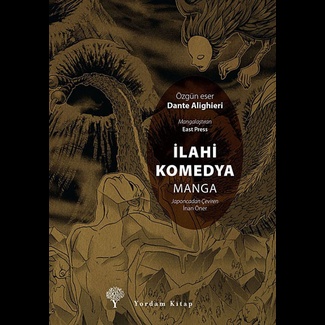 Özgün eser
Dante Alighieri
Mangalaştıran
East Press
İLAHİ
KOMEDYA
MANGA
Japoncadan Çeviren
İnan Öner
Yordam Kitap